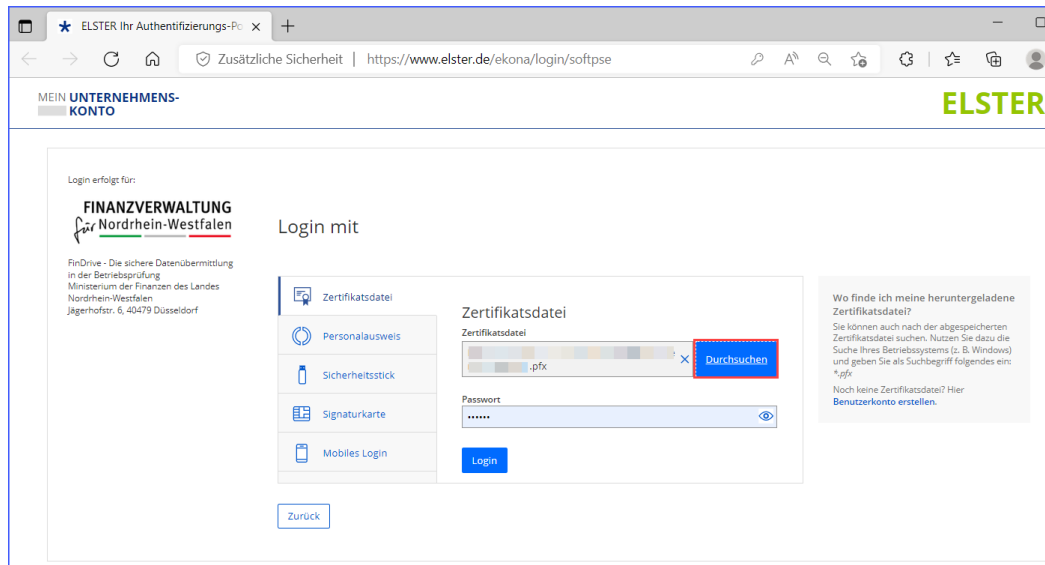 ELSTER Ihr Authentifizierungs-Po
Zusätzliche Sicherheit | https://www.elster.de/ekona/login/softpse
MEIN UNTERNEHMENS-
KONTO
ELSTER
Login erfolgt für:
FINANZVERWALTUNG
für Nordrhein-Westfalen
FinDrive - Die sichere Datenübermittlung
in der Betriebsprüfung
Ministerium der Finanzen des Landes
Nordrhein-Westfalen
Jägerhofstr. 6, 40479 Düsseldorf
Login mit
Zertifikatsdatei
Personalausweis
Sicherheitsstick
Signaturkarte
Mobiles Login
Zertifikatsdatei
Zertifikatsdatei
.pfx
Durchsuchen
Passwort
••••••
Login
Zurück
Wo finde ich meine heruntergeladene
Zertifikatsdatei?
Sie können auch nach der abgespeicherten
Zertifikatsdatei suchen. Nutzen Sie dazu die
Suche Ihres Betriebssystems (z. B. Windows)
und geben Sie als Suchbegriff folgendes ein:
*.pfx
Noch keine Zertifikatsdatei? Hier
Benutzerkonto erstellen.